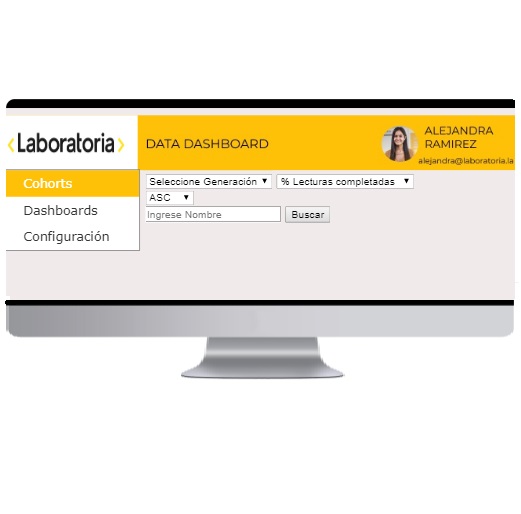 <Laboratoria>
DATA DASHBOARD
ALEJANDRA
RAMIREZ
alejandra@laboratoria.la
Cohorts
Dashboards
Configuración
Seleccione Generación
% Lecturas completadas
ASC
Ingrese Nombre
Buscar